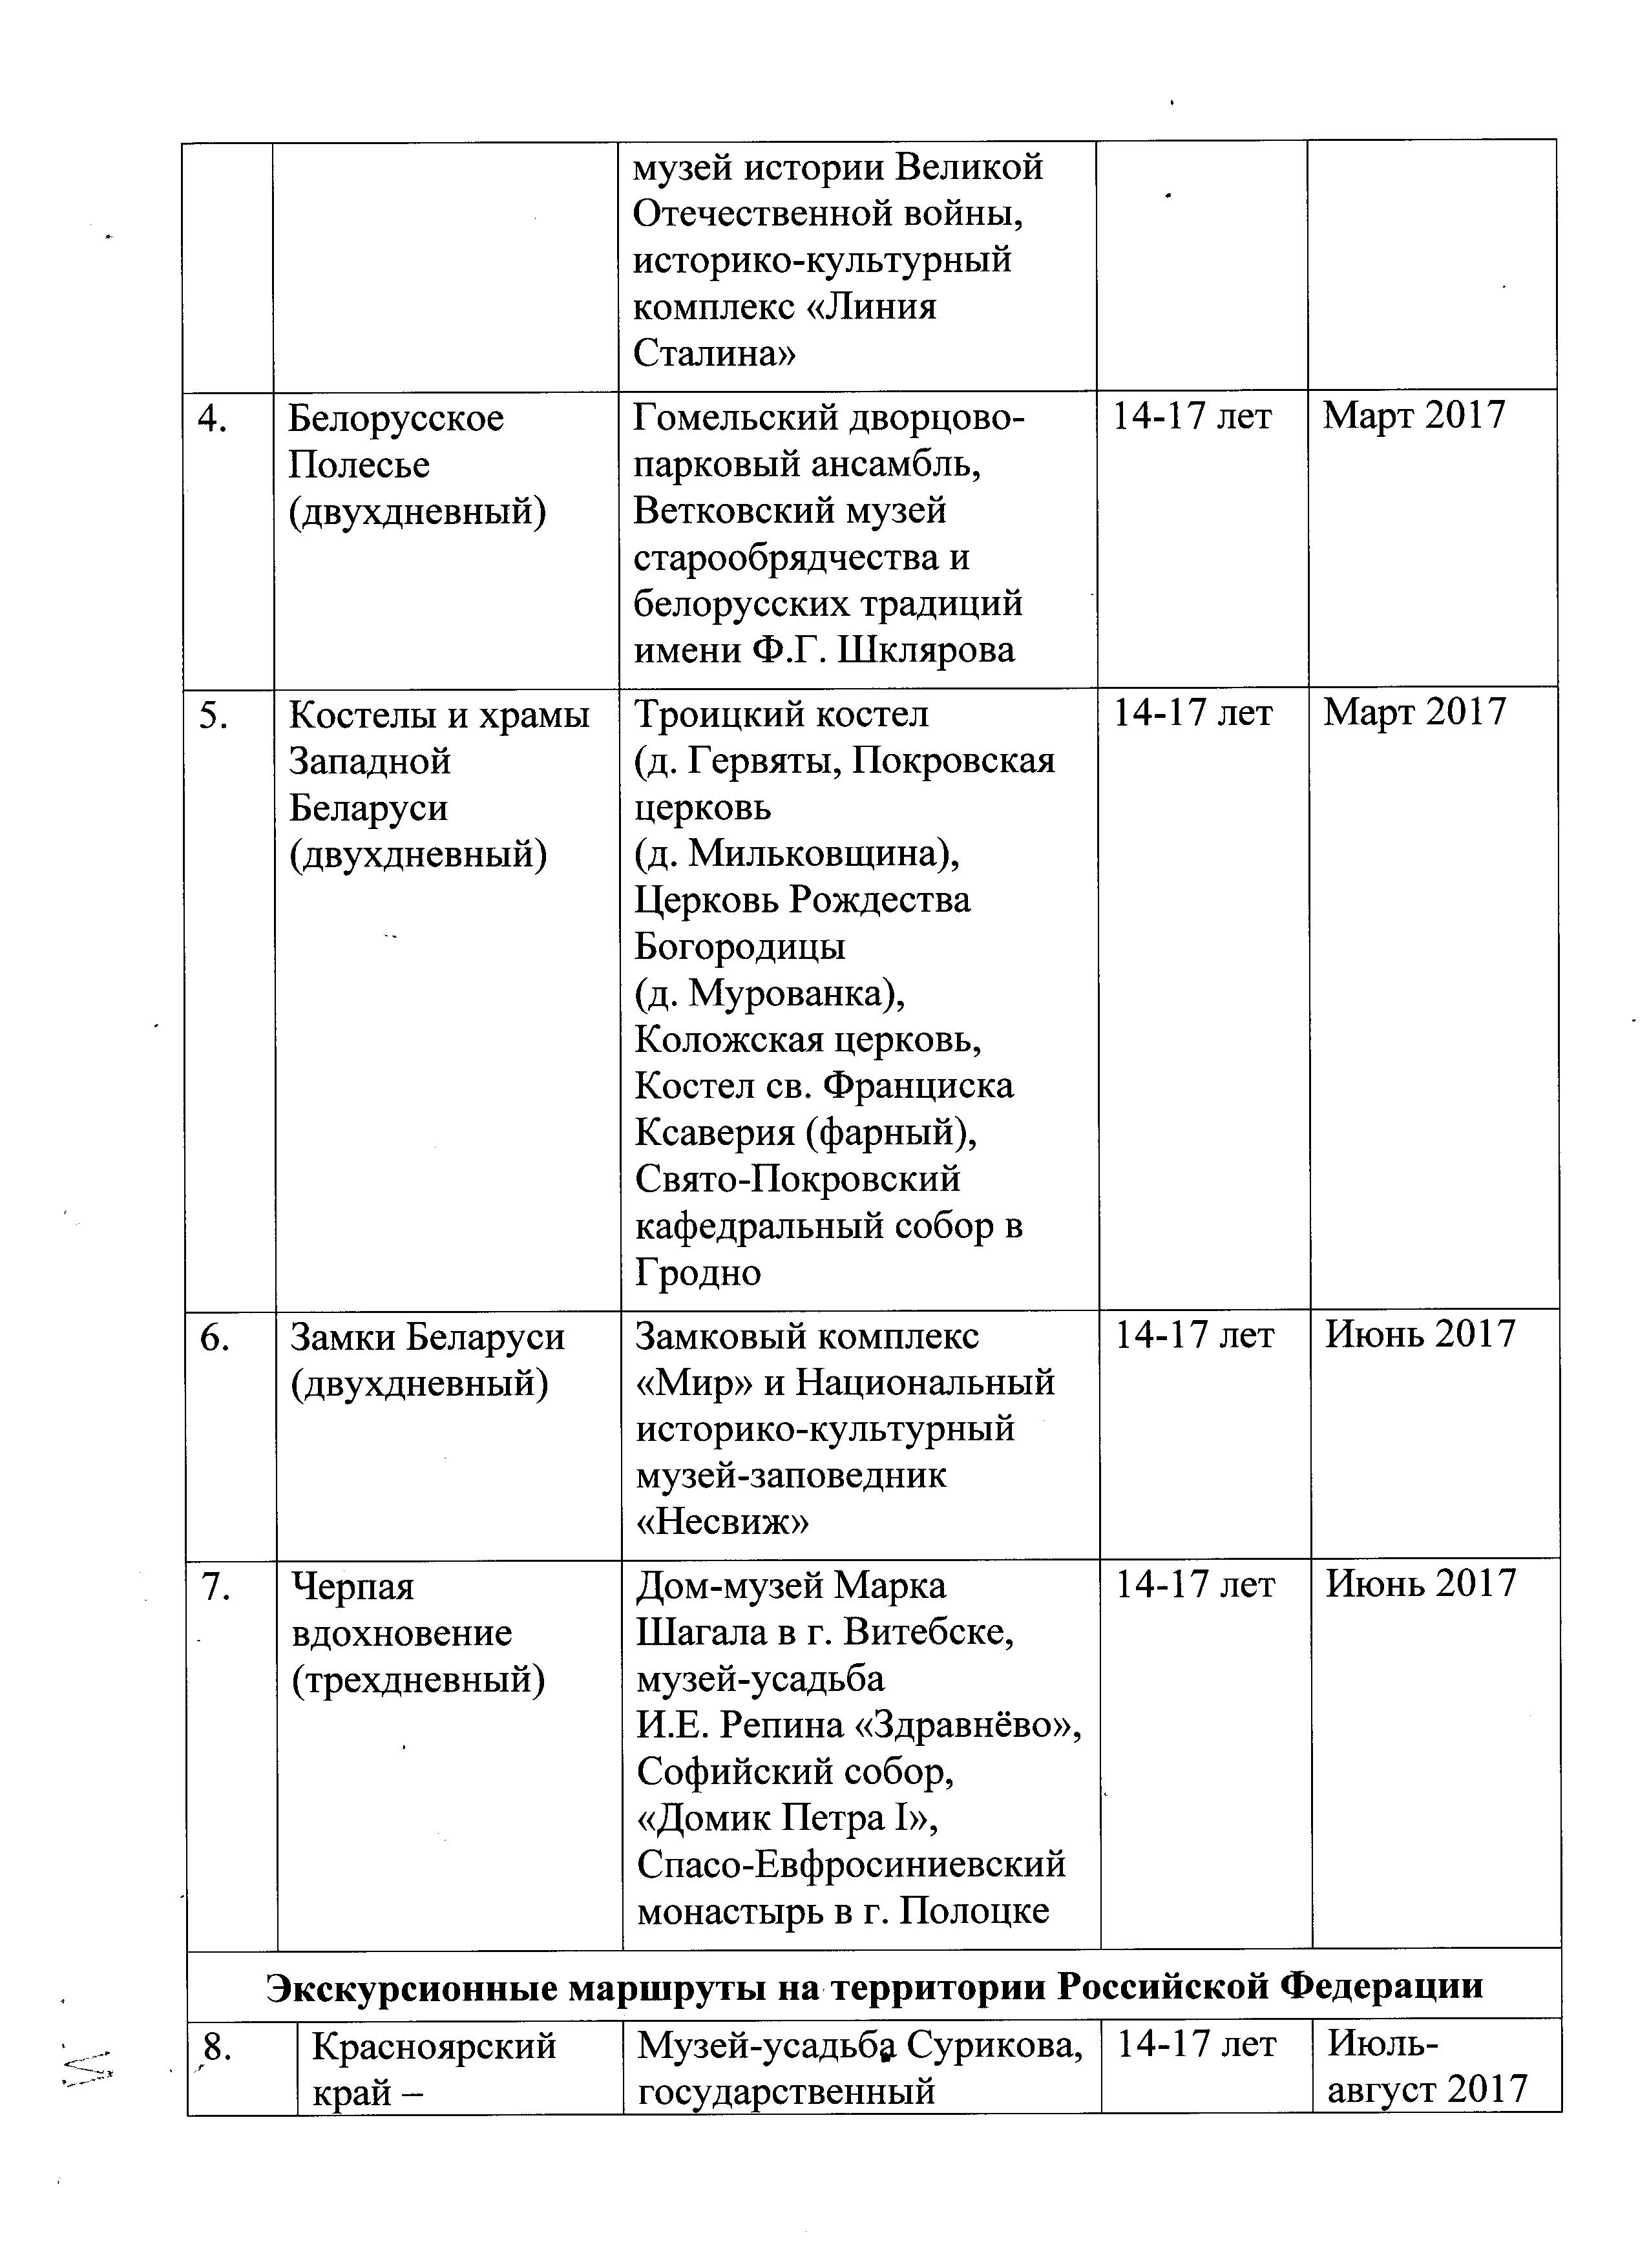 музей истории Великой
Отечественной войны,
историко-культурный
комплекс «Линия
Сталина»
4.
Белорусское
Полесье
(двухдневный)
Гомельский дворцово-
парковый ансамбль,
Ветковский музей
старообрядчества и
белорусских традиций
имени Ф.Г. Шклярова
14-17 лет
Март 2017
5.
Костелы и храмы
Западной
Беларуси
(двухдневный)
Троицкий костел
(д. Гервяты, Покровская
церковь
(д. Мильковщина),
Церковь Рождества
Богородицы
(д. Мурованка),
Коложская церковь,
Костел св. Франциска
Ксаверия (фарный),
Свято-Покровский
кафедральный собор в
Гродно
14-17 лет
Март 2017
6.
Замки Беларуси
(двухдневный)
Замковый комплекс
«Мир» и Национальный
историко-культурный
музей-заповедник
«Несвиж»
14-17 лет
Июнь 2017
7.
Черпая
вдохновение
(трехдневный)
Дом-музей Марка
Шагала в г. Витебске,
музей-усадьба
И.Е. Репина «Здравнёво»,
Софийский собор,
«Домик Петра I»,
Спасо-Евфросиниевский
монастырь в г. Полоцке
14-17 лет
Июнь 2017
Экскурсионные маршруты на территории Российской Федерации
8.
Красноярский
край –
Музей-усадьба Сурикова,
государственный
14-17 лет
Июль-
август 2017